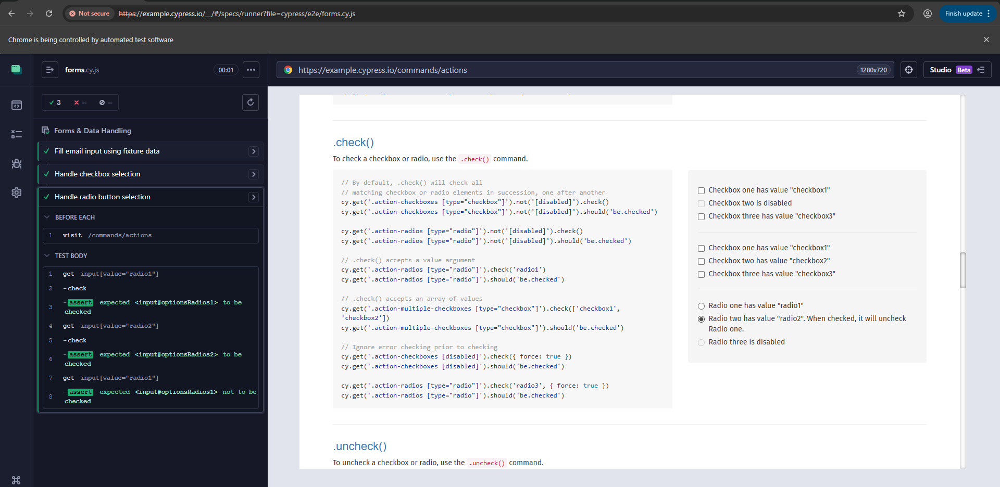 Not secure https://example.cypress.io/__/#/specs/runner?file=cypress/e2e/forms.cy.js Finish update
Chrome is being controlled by automated test software
forms.cy.js 00:01
3 -- --
Forms & Data Handling
Fill email input using fixture data
Handle checkbox selection
Handle radio button selection
BEFORE EACH
1 visit /commands/actions
TEST BODY
1 get input[value="radio1"]
2 -check
3 -assert expected <input#optionsRadios1> to be
checked
4 get input[value="radio2"]
5 -check
6 -assert expected <input#optionsRadios2> to be
checked
7 get input[value="radio1"]
8 -assert expected <input#optionsRadios1> not to be
checked
https://example.cypress.io/commands/actions 1280x720 Studio Beta
.check()
To check a checkbox or radio, use the .check() command.
// By default, .check() will check all
// matching checkbox or radio elements in succession, one after another
cy.get('.action-checkboxes [type="checkbox"]').not('[disabled]').check()
cy.get('.action-checkboxes [type="checkbox"]').not('[disabled]').should('be.checked')
cy.get('.action-radios [type="radio"]').not('[disabled]').check()
cy.get('.action-radios [type="radio"]').not('[disabled]').should('be.checked')
// .check() accepts a value argument
cy.get('.action-radios [type="radio"]').check('radio1')
cy.get('.action-radios [type="radio"]').should('be.checked')
// .check() accepts an array of values
cy.get('.action-multiple-checkboxes [type="checkbox"]').check(['checkbox1',
'checkbox2'])
cy.get('.action-multiple-checkboxes [type="checkbox"]').should('be.checked')
// Ignore error checking prior to checking
cy.get('.action-checkboxes [disabled]').check({ force: true })
cy.get('.action-checkboxes [disabled]').should('be.checked')
cy.get('.action-radios [type="radio"]').check('radio3', { force: true })
cy.get('.action-radios [type="radio"]').should('be.checked')
Checkbox one has value "checkbox1"
Checkbox two is disabled
Checkbox three has value "checkbox3"
Checkbox one has value "checkbox1"
Checkbox two has value "checkbox2"
Checkbox three has value "checkbox3"
Radio one has value "radio1"
Radio two has value "radio2". When checked, it will uncheck
Radio one.
Radio three is disabled
.uncheck()
To uncheck a checkbox or radio, use the .uncheck() command.